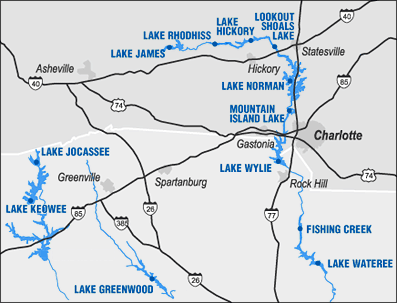 LOOKOUT
SHOALS
LAKE
LAKE
HICKORY
LAKE RHODHISS
LAKE JAMES
40
Statesville
Asheville
Hickory
40
85
LAKE NORMAN
74
MOUNTAIN
ISLAND LAKE
Charlotte
Gastonia
LAKE JOCASSEE
LAKE WYLIE
Greenville
Spartanburg
Rock Hill
74
LAKE KEOWEE
85
26
385
77
FISHING CREEK
LAKE WATEREE
26
LAKE GREENWOOD